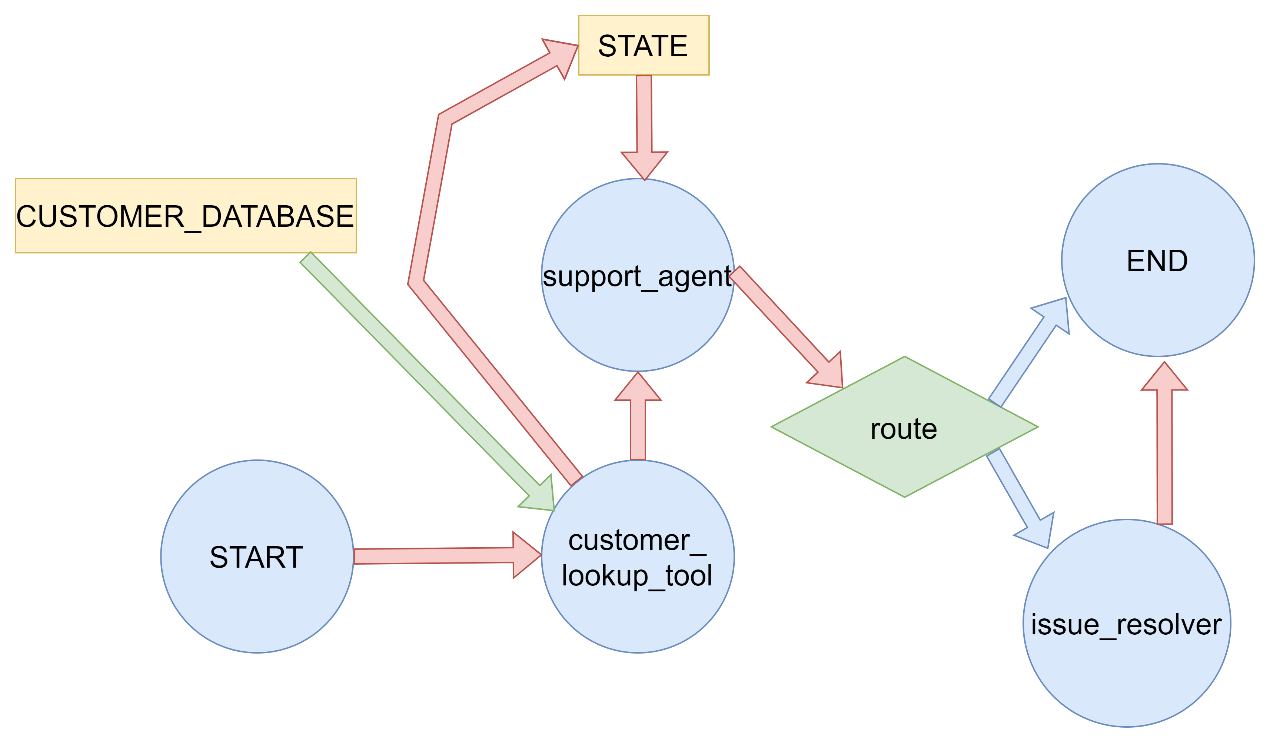 STATE
CUSTOMER_DATABASE
support_agent
END
route
START
customer_
lookup_tool
issue_resolver